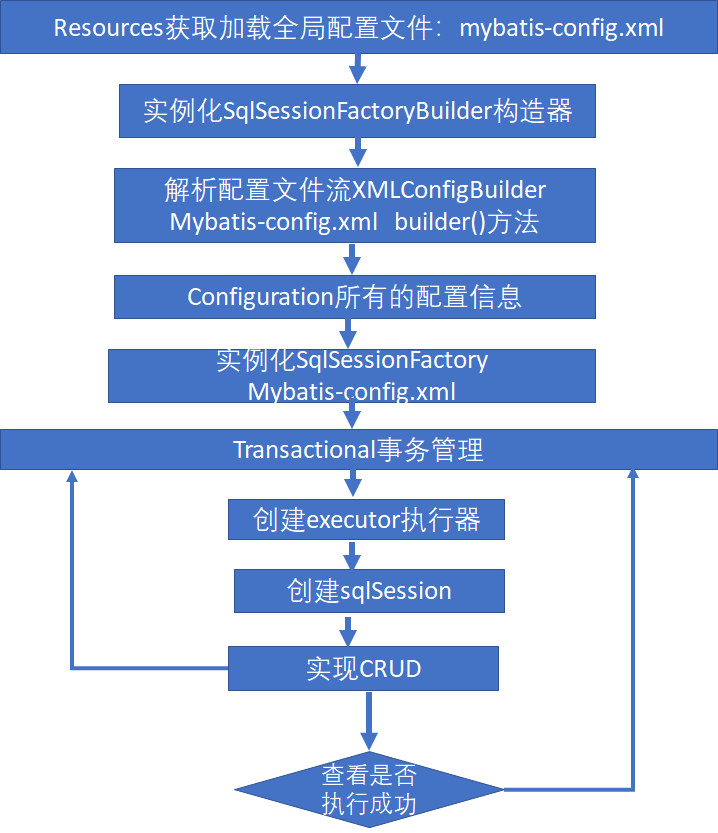 Resources获取加载全局配置文件：mybatis-config.xml
实例化SqlSessionFactoryBuilder构造器
解析配置文件流XMLConfigBuilder
Mybatis-config.xml builder()方法
Configuration所有的配置信息
实例化SqlSessionFactory
Mybatis-config.xml
Transactional事务管理
创建executor执行器
创建sqlSession
实现CRUD
查看是否
执行成功